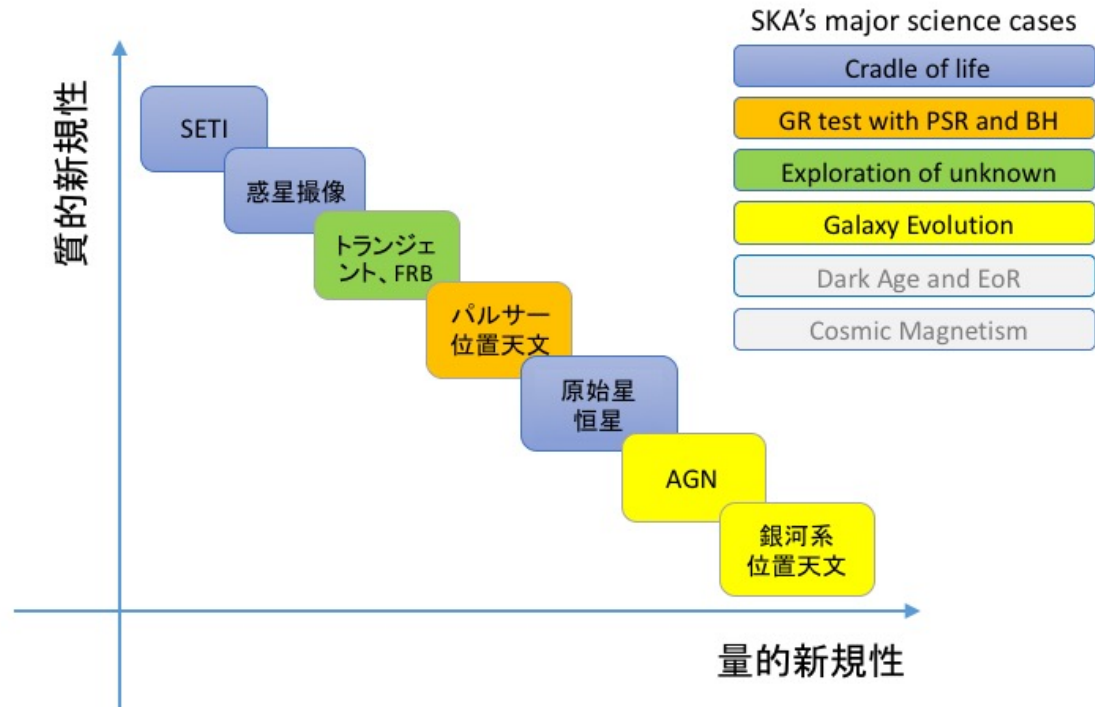 SKA's major science cases
Cradle of life
GR test with PSR and BH
Exploration of unknown
Galaxy Evolution
Dark Age and EoR
Cosmic Magnetism
質的新規性
SETI
惑星撮像
トランジェ
ント、FRB
パルサー
位置天文
原始星
恒星
AGN
銀河系
位置天文
量的新規性